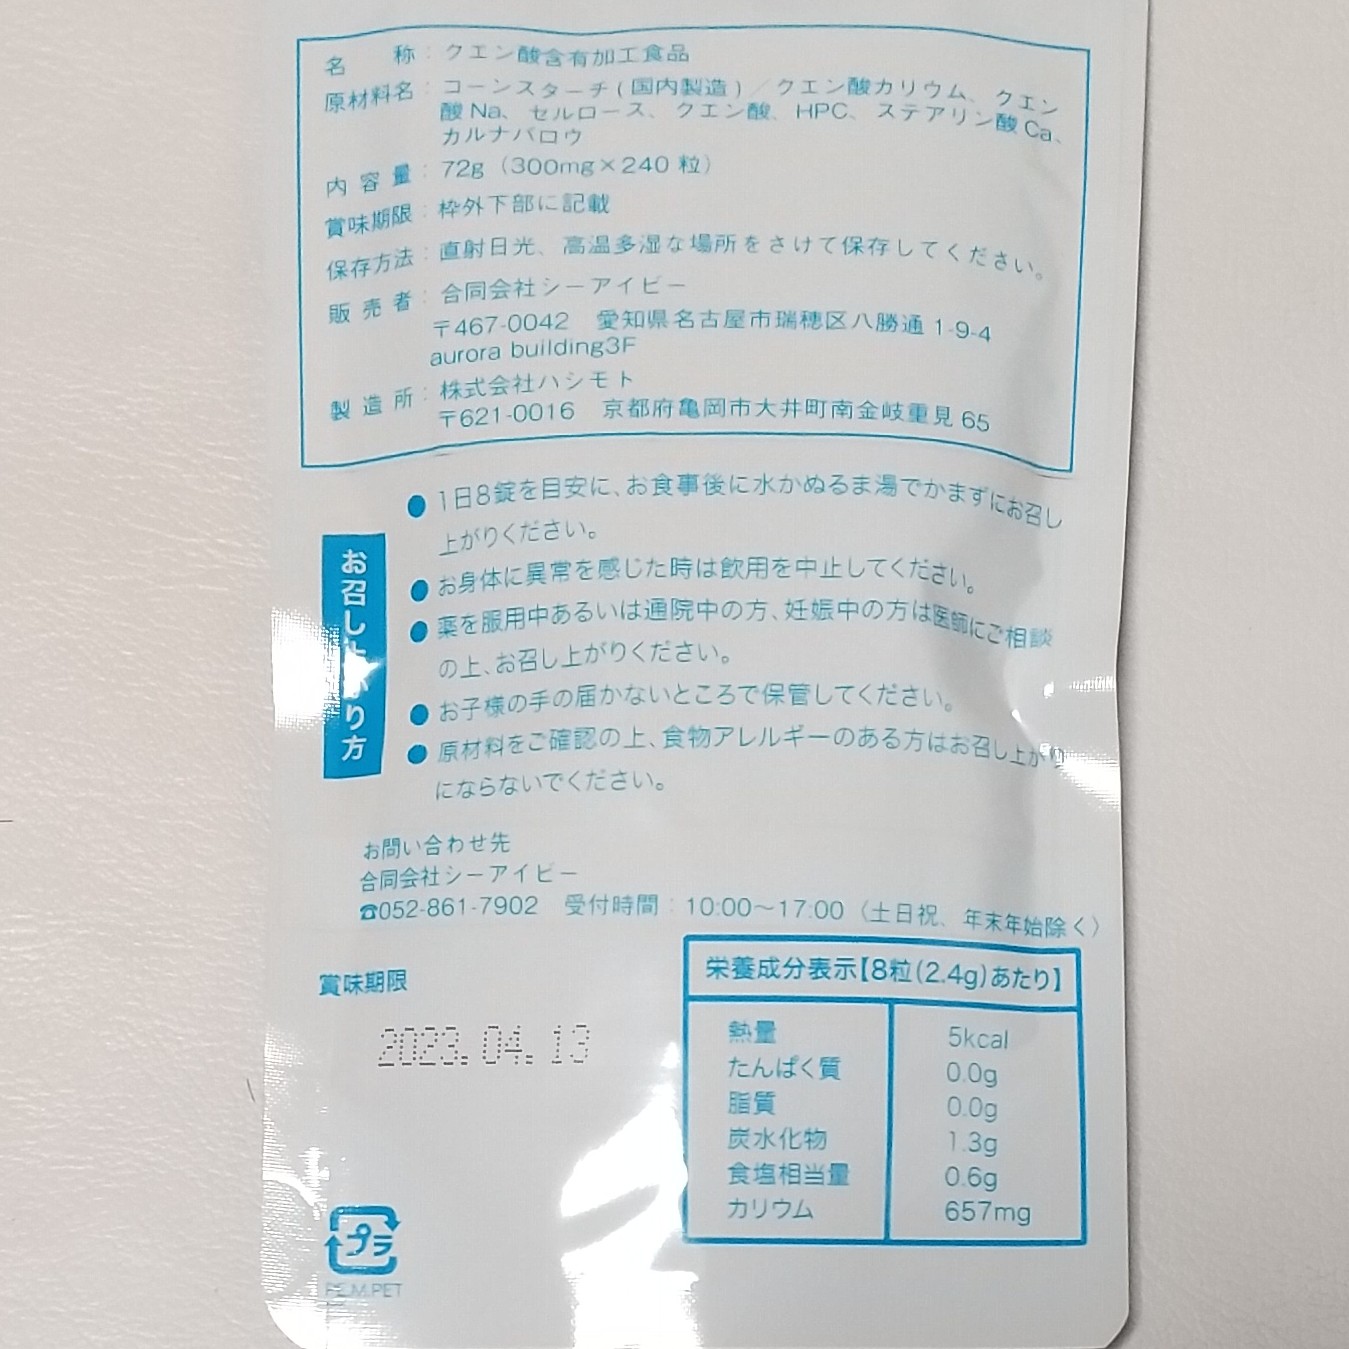 名称：クエン酸含有加工食品
原材料名：コーンスターチ(国内製造)／クエン酸カリウム、クエン
酸Na、セルロース、クエン酸、HPC、ステアリン酸Ca、
カルナバロウ
内容量：72g（300mg×240粒）
賞味期限：枠外下部に記載
保存方法：直射日光、高温多湿な場所をさけて保存してください。
販売者：合同会社シーアイビー
〒467-0042　愛知県名古屋市瑞穂区八勝通1-9-4
aurora building3F
製造所：株式会社ハシモト
〒621-0016　京都府亀岡市大井町南金岐重見65
お召し上がり方
●1日8錠を目安に、お食事後に水かぬるま湯でかまずにお召し
上がりください。
●お身体に異常を感じた時は飲用を中止してください。
●薬を服用中あるいは通院中の方、妊娠中の方は医師にご相談
の上、お召し上がりください。
●お子様の手の届かないところで保管してください。
●原材料をご確認の上、食物アレルギーのある方はお召し上がり
にならないでください。
お問い合わせ先
合同会社シーアイビー
☎052-861-7902　受付時間：10:00～17:00（土日祝、年末年始除く）
賞味期限
2023.04.13
栄養成分表示【8粒(2.4g)あたり】
熱量 5kcal
たんぱく質 0.0g
脂質 0.0g
炭水化物 1.3g
食塩相当量 0.6g
カリウム 657mg
プラ
PE,M,PET